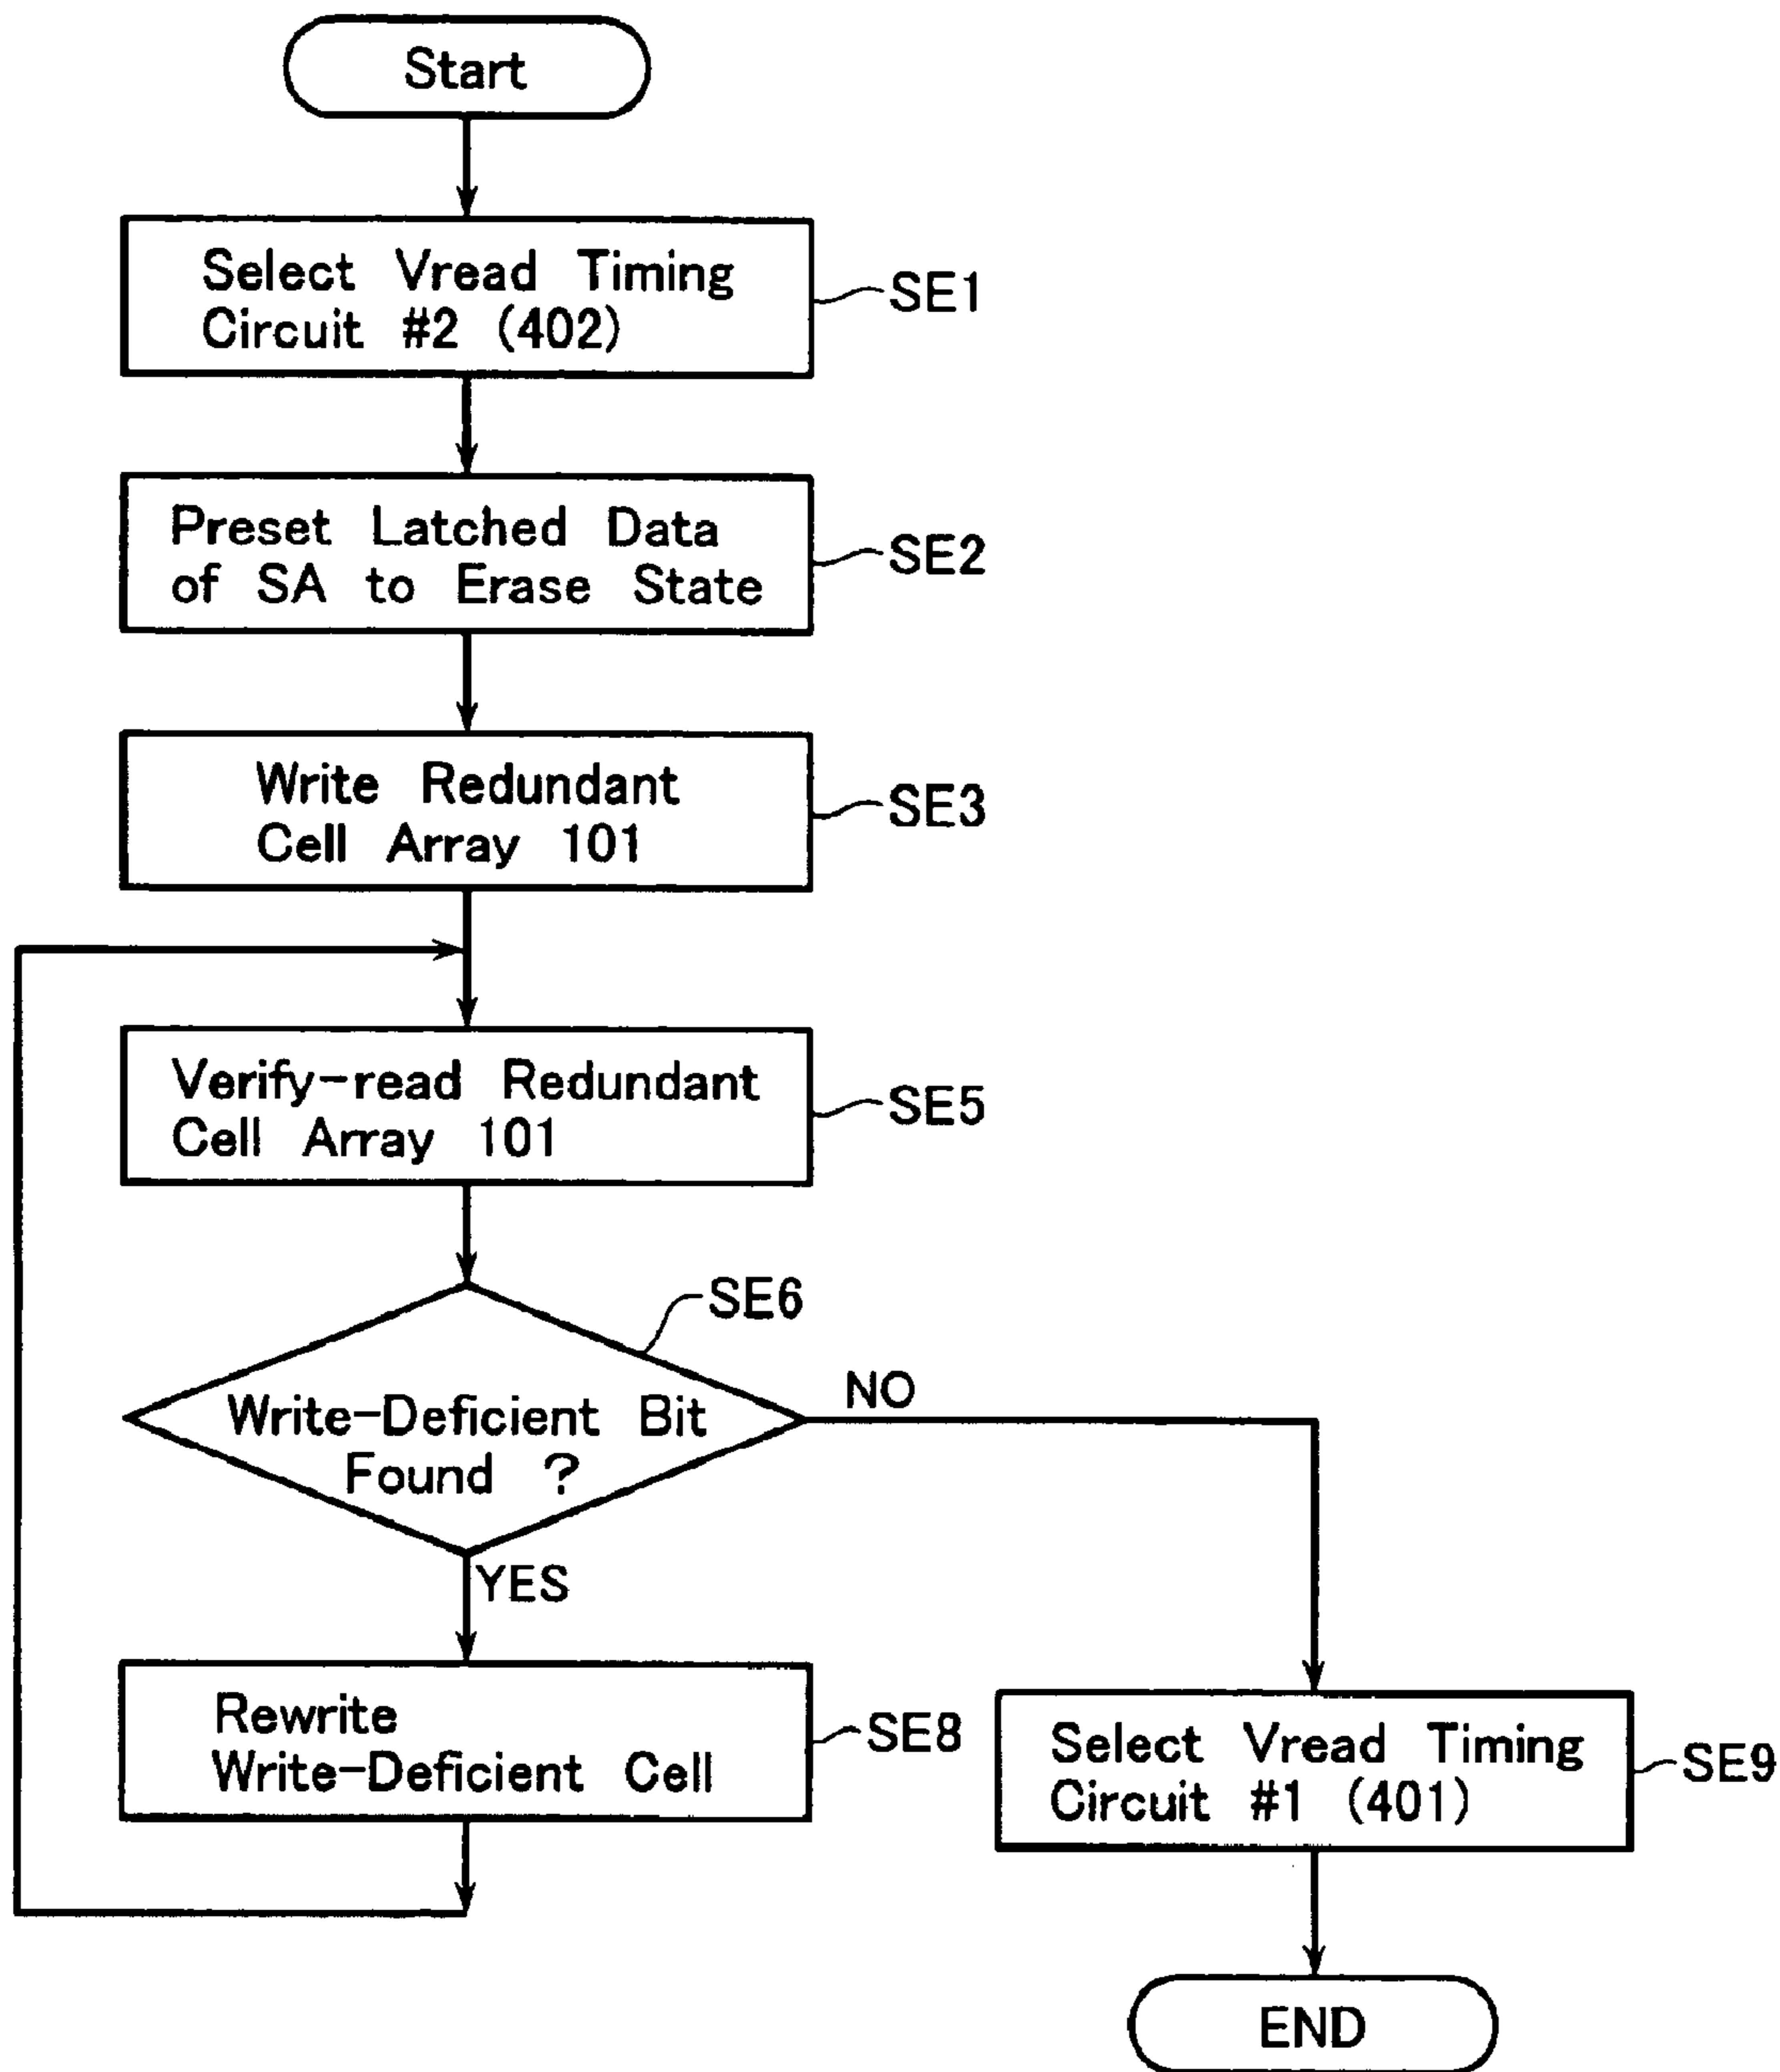 Start
Select Vread Timing
Circuit #2 (402)
SE1
Preset Latched Data
of SA to Erase State
SE2
Write Redundant
Cell Array 101
SE3
Verify-read Redundant
Cell Array 101
SE5
SE6
Write-Deficient Bit
Found ?
NO
YES
Rewrite
Write-Deficient Cell
SE8
Select Vread Timing
Circuit #1 (401)
SE9
END